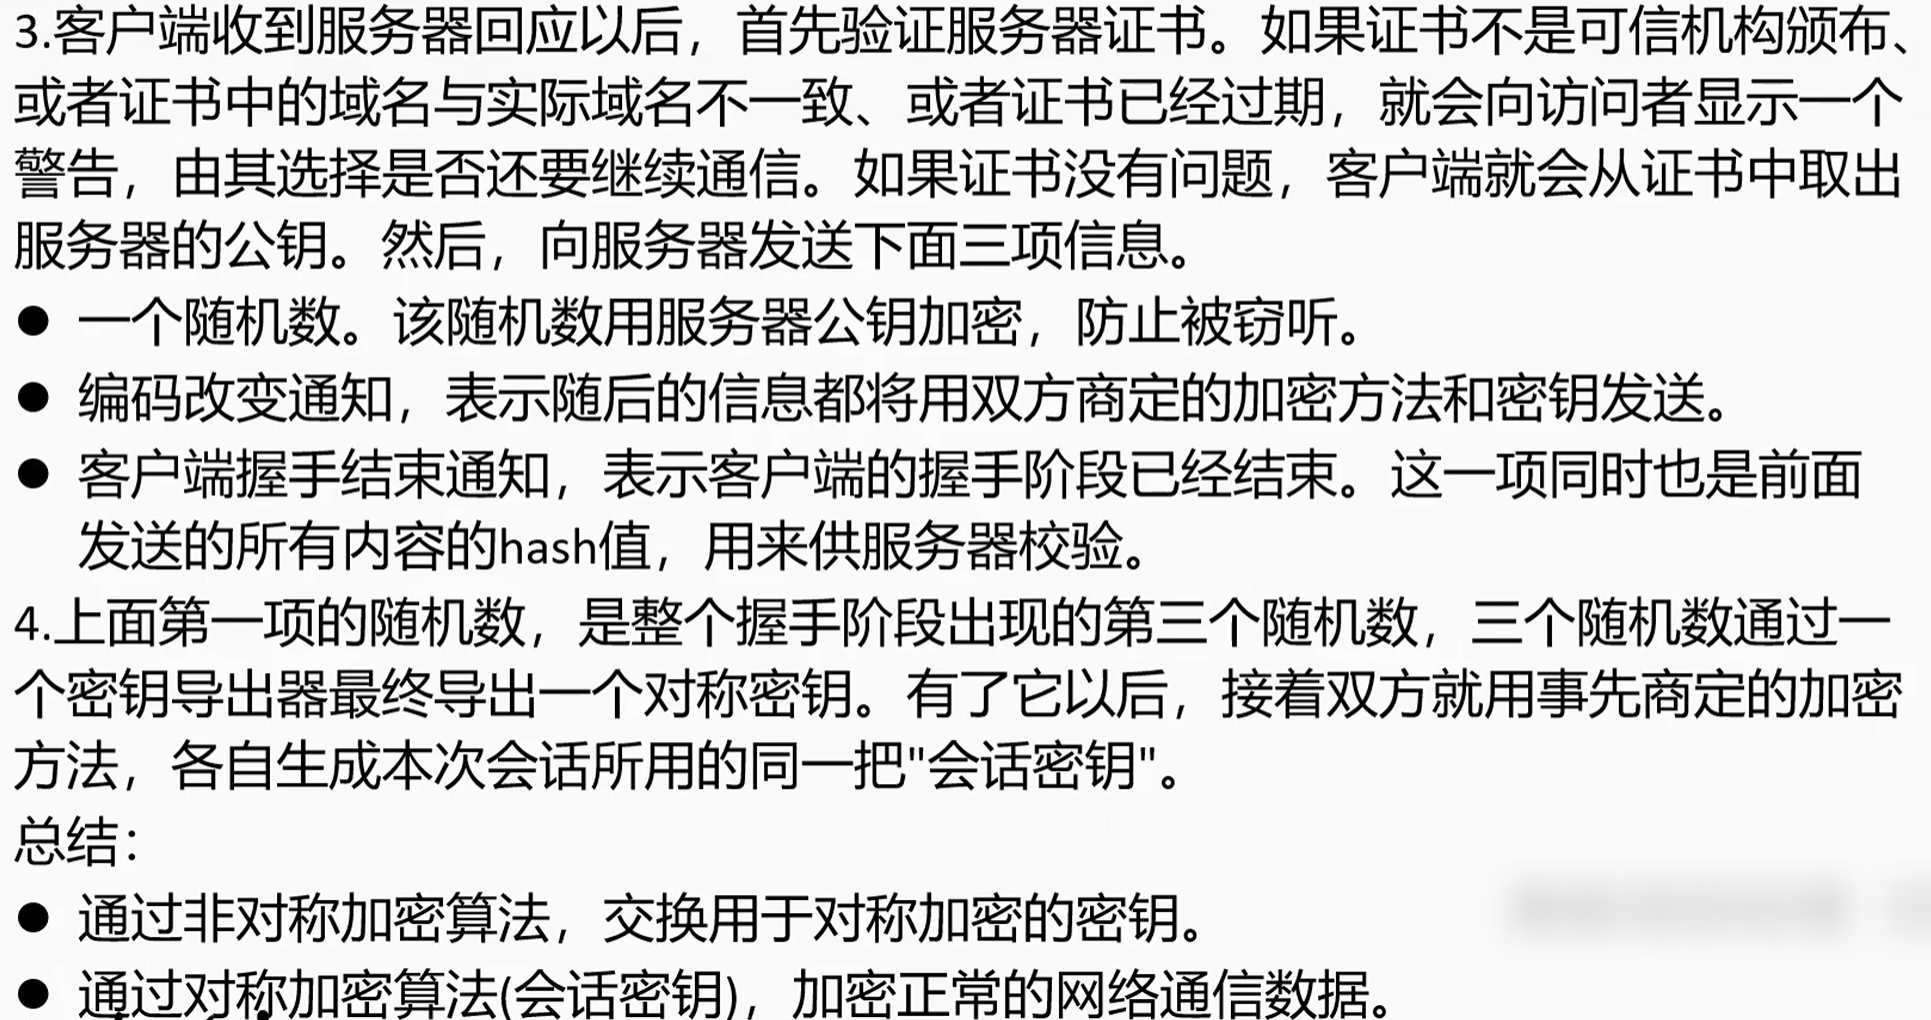 3.客户端收到服务器回应以后，首先验证服务器证书。如果证书不是可信机构颁布、
或者证书中的域名与实际域名不一致、或者证书已经过期，就会向访问者显示一个
警告，由其选择是否还要继续通信。如果证书没有问题，客户端就会从证书中取出
服务器的公钥。然后，向服务器发送下面三项信息。
● 一个随机数。该随机数用服务器公钥加密，防止被窃听。
● 编码改变通知，表示随后的信息都将用双方商定的加密方法和密钥发送。
● 客户端握手结束通知，表示客户端的握手阶段已经结束。这一项同时也是前面
发送的所有内容的hash值，用来供服务器校验。
4.上面第一项的随机数，是整个握手阶段出现的第三个随机数，三个随机数通过一
个密钥导出器最终导出一个对称密钥。有了它以后，接着双方就用事先商定的加密
方法，各自生成本次会话所用的同一把"会话密钥"。
总结：
● 通过非对称加密算法，交换用于对称加密的密钥。
● 通过对称加密算法(会话密钥)，加密正常的网络通信数据。